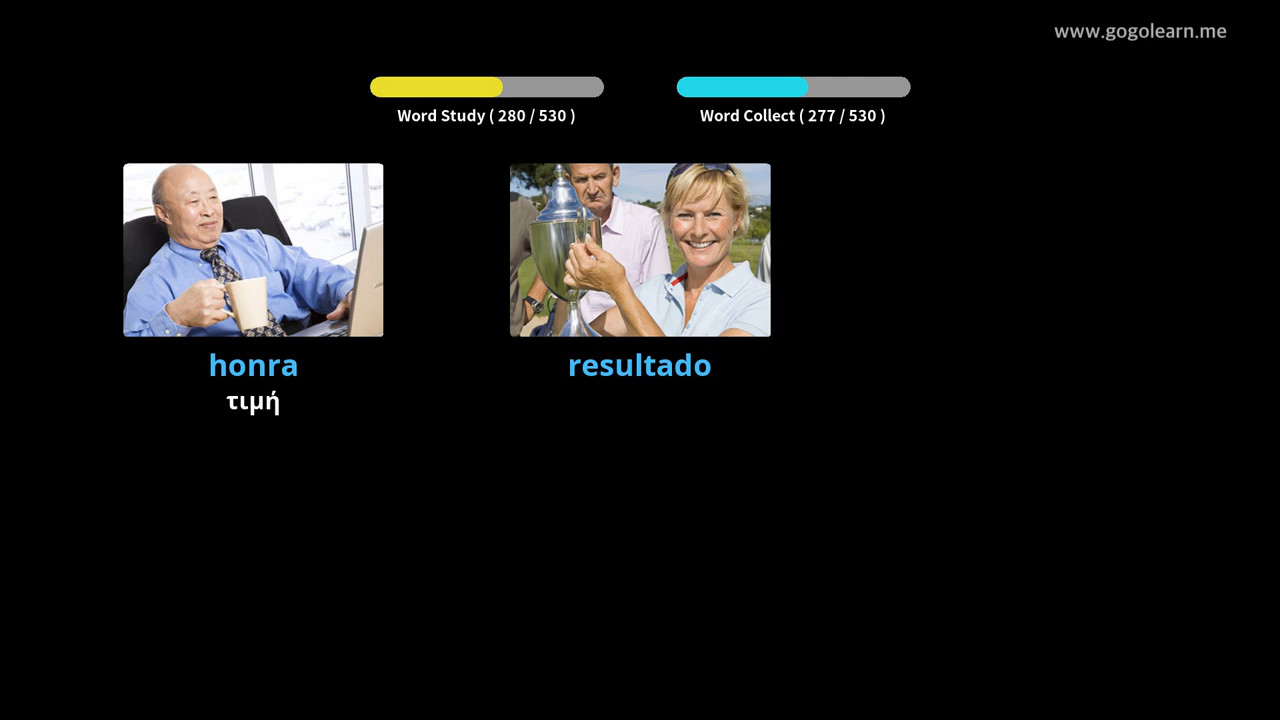 www.gogolearn.me
Word Study ( 280 / 530 )
Word Collect ( 277 / 530 )
honra
τιμή
resultado